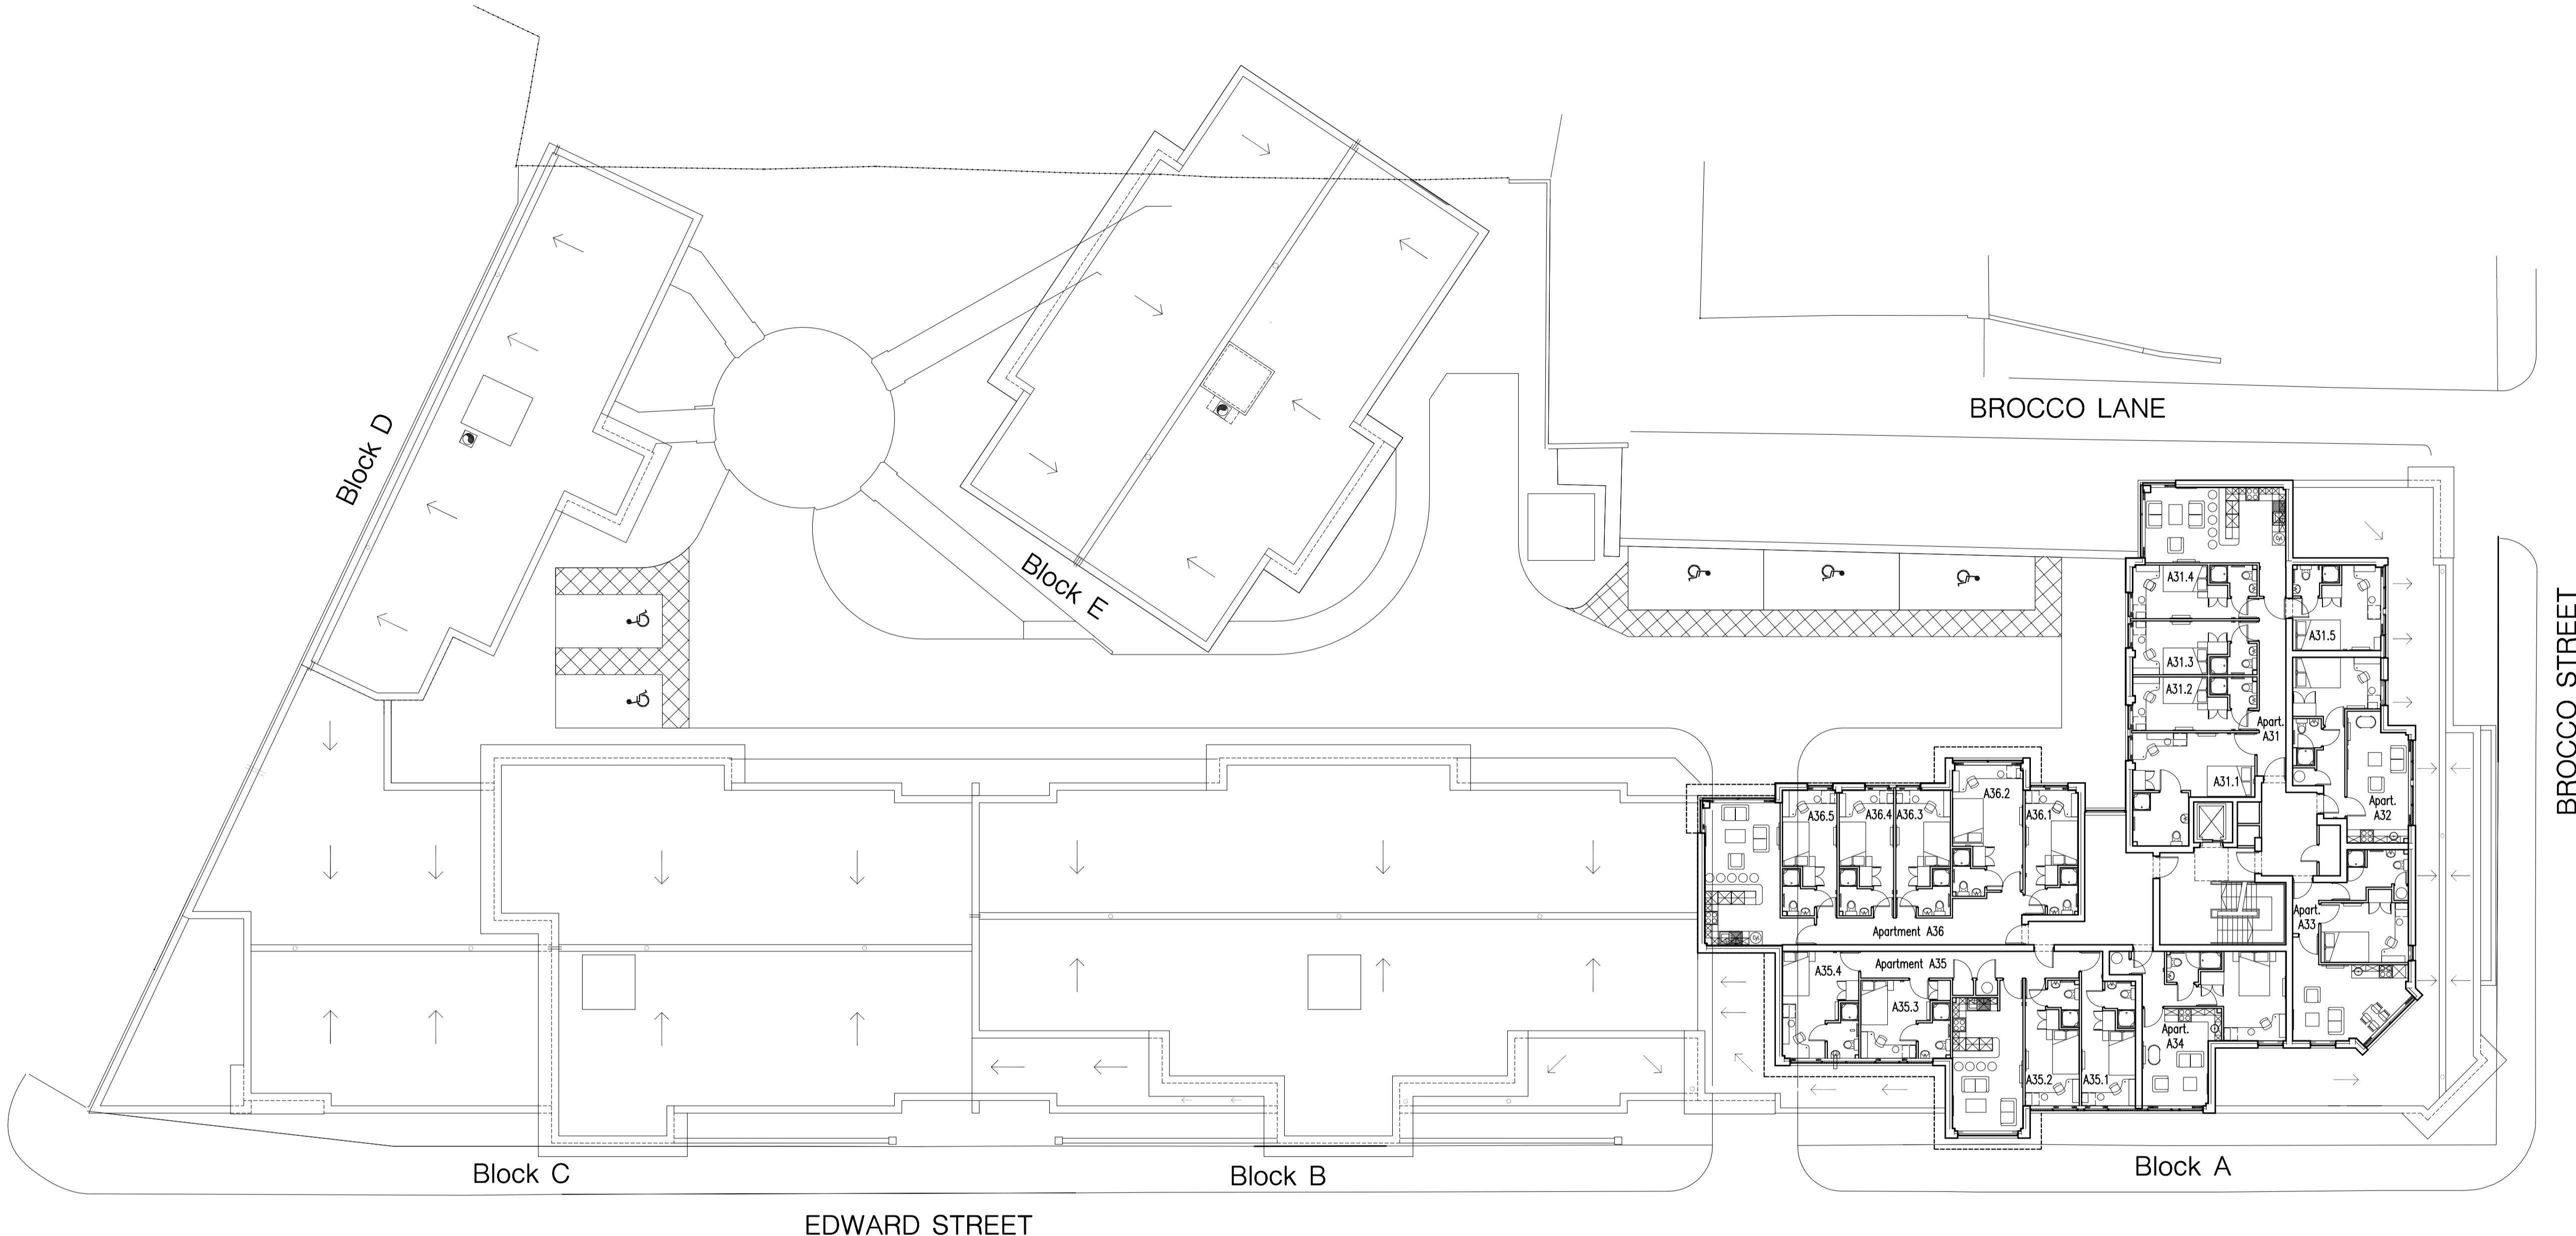 Block D
Block E
BROCCO LANE
BROCCO STREET
A31.4
A31.5
A31.3
A31.2
Apart.
A31
A31.1
Apart.
A32
A36.5
A36.4
A36.3
A36.2
A36.1
Apartment A36
Apart.
A33
A35.4
Apartment A35
A35.3
A35.2
A35.1
Apart.
A34
Block C
Block B
Block A
EDWARD STREET